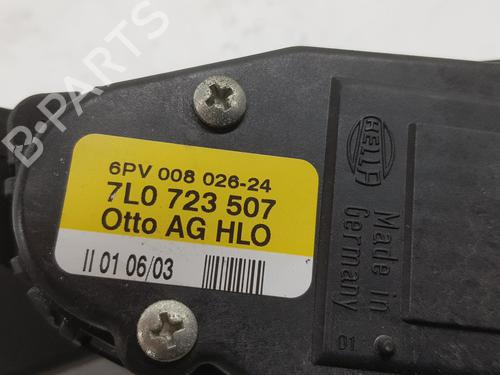 B-PARTS
6PV 008 026-24
7L0 723 507
Otto AG HLO
II 01 06/03
HELLA
Made in
Germany
01